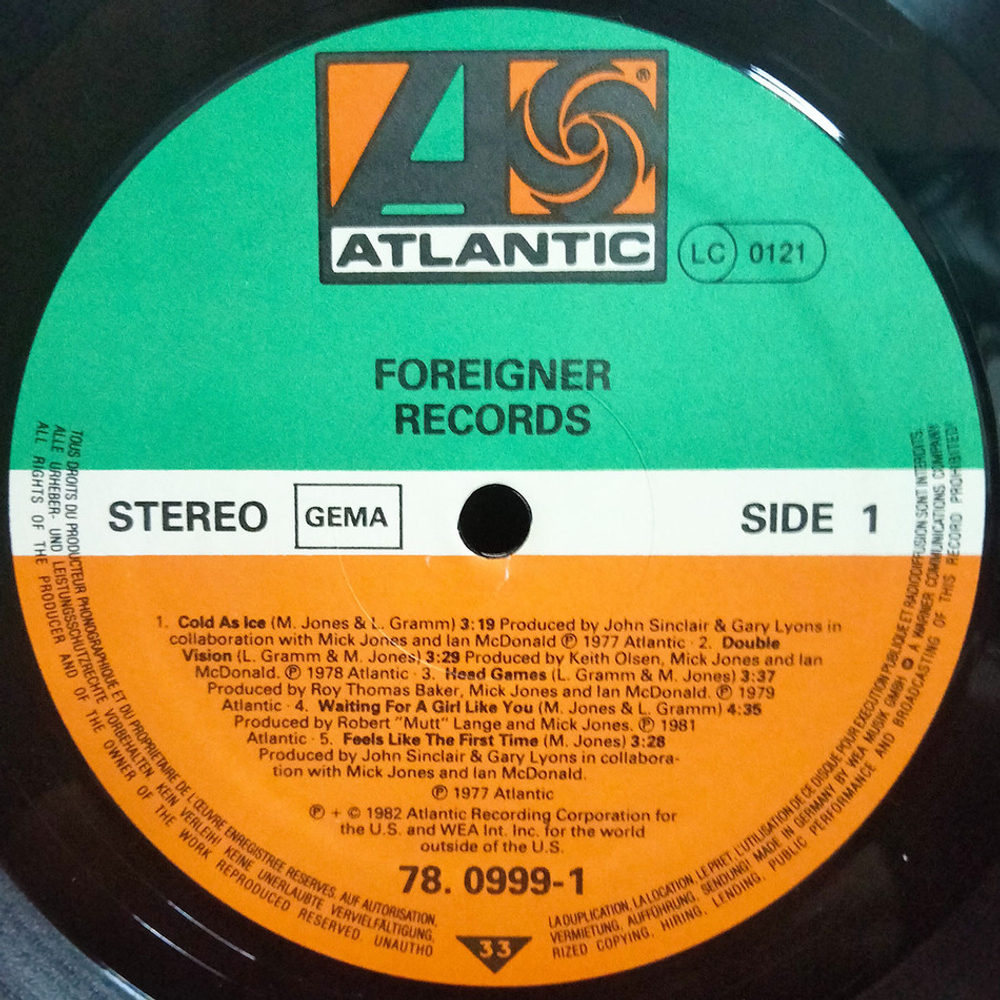 ®
ATLANTIC
LC 0121
FOREIGNER
RECORDS
STEREO GEMA SIDE 1
1. Cold As Ice (M. Jones & L. Gramm) 3:19 Produced by John Sinclair & Gary Lyons in
collaboration with Mick Jones and Ian McDonald ℗ 1977 Atlantic · 2. Double
Vision (L. Gramm & M. Jones) 3:29 Produced by Keith Olsen, Mick Jones and Ian
McDonald. ℗ 1978 Atlantic · 3. Head Games (L. Gramm & M. Jones) 3:37
Produced by Roy Thomas Baker, Mick Jones and Ian McDonald. ℗ 1979
Atlantic · 4. Waiting For A Girl Like You (M. Jones & L. Gramm) 4:35
Produced by Robert "Mutt" Lange and Mick Jones. ℗ 1981
Atlantic · 5. Feels Like The First Time (M. Jones) 3:28
Produced by John Sinclair & Gary Lyons in collabora-
tion with Mick Jones and Ian McDonald.
℗ 1977 Atlantic
℗ + © 1982 Atlantic Recording Corporation for
the U.S. and WEA Int. Inc. for the world
outside of the U.S.
78. 0999-1
33
TOUS DROITS DU PRODUCTEUR PHONOGRAPHIQUE ET DU PROPRIETAIRE DE L'ŒUVRE ENREGISTREE RESERVES. AUF AUTORISATION,
ALLE URHEBER- UND LEISTUNGSSCHUTZRECHTE VORBEHALTEN KEIN VERLEIH! KEINE UNERLAUBTE VERVIELFÄLTIGUNG,
ALL RIGHTS OF THE PRODUCER AND OF THE OWNER OF THE WORK REPRODUCED RESERVED UNAUTHO
LA DUPLICATION, LA LOCATION, LE PRET, L'UTILISATION DE CE DISQUE POUR EXECUTION PUBLIQUE ET RADIODIFFUSION SONT INTERDITS.
VERMIETUNG, AUFFÜHRUNG, SENDUNG! MADE IN GERMANY BY WEA MUSIK GMBH A WARNER COMMUNICATIONS COMPANY
RIZED COPYING, HIRING, LENDING, PUBLIC PERFORMANCE AND BROADCASTING OF THIS RECORD PROHIBITED!